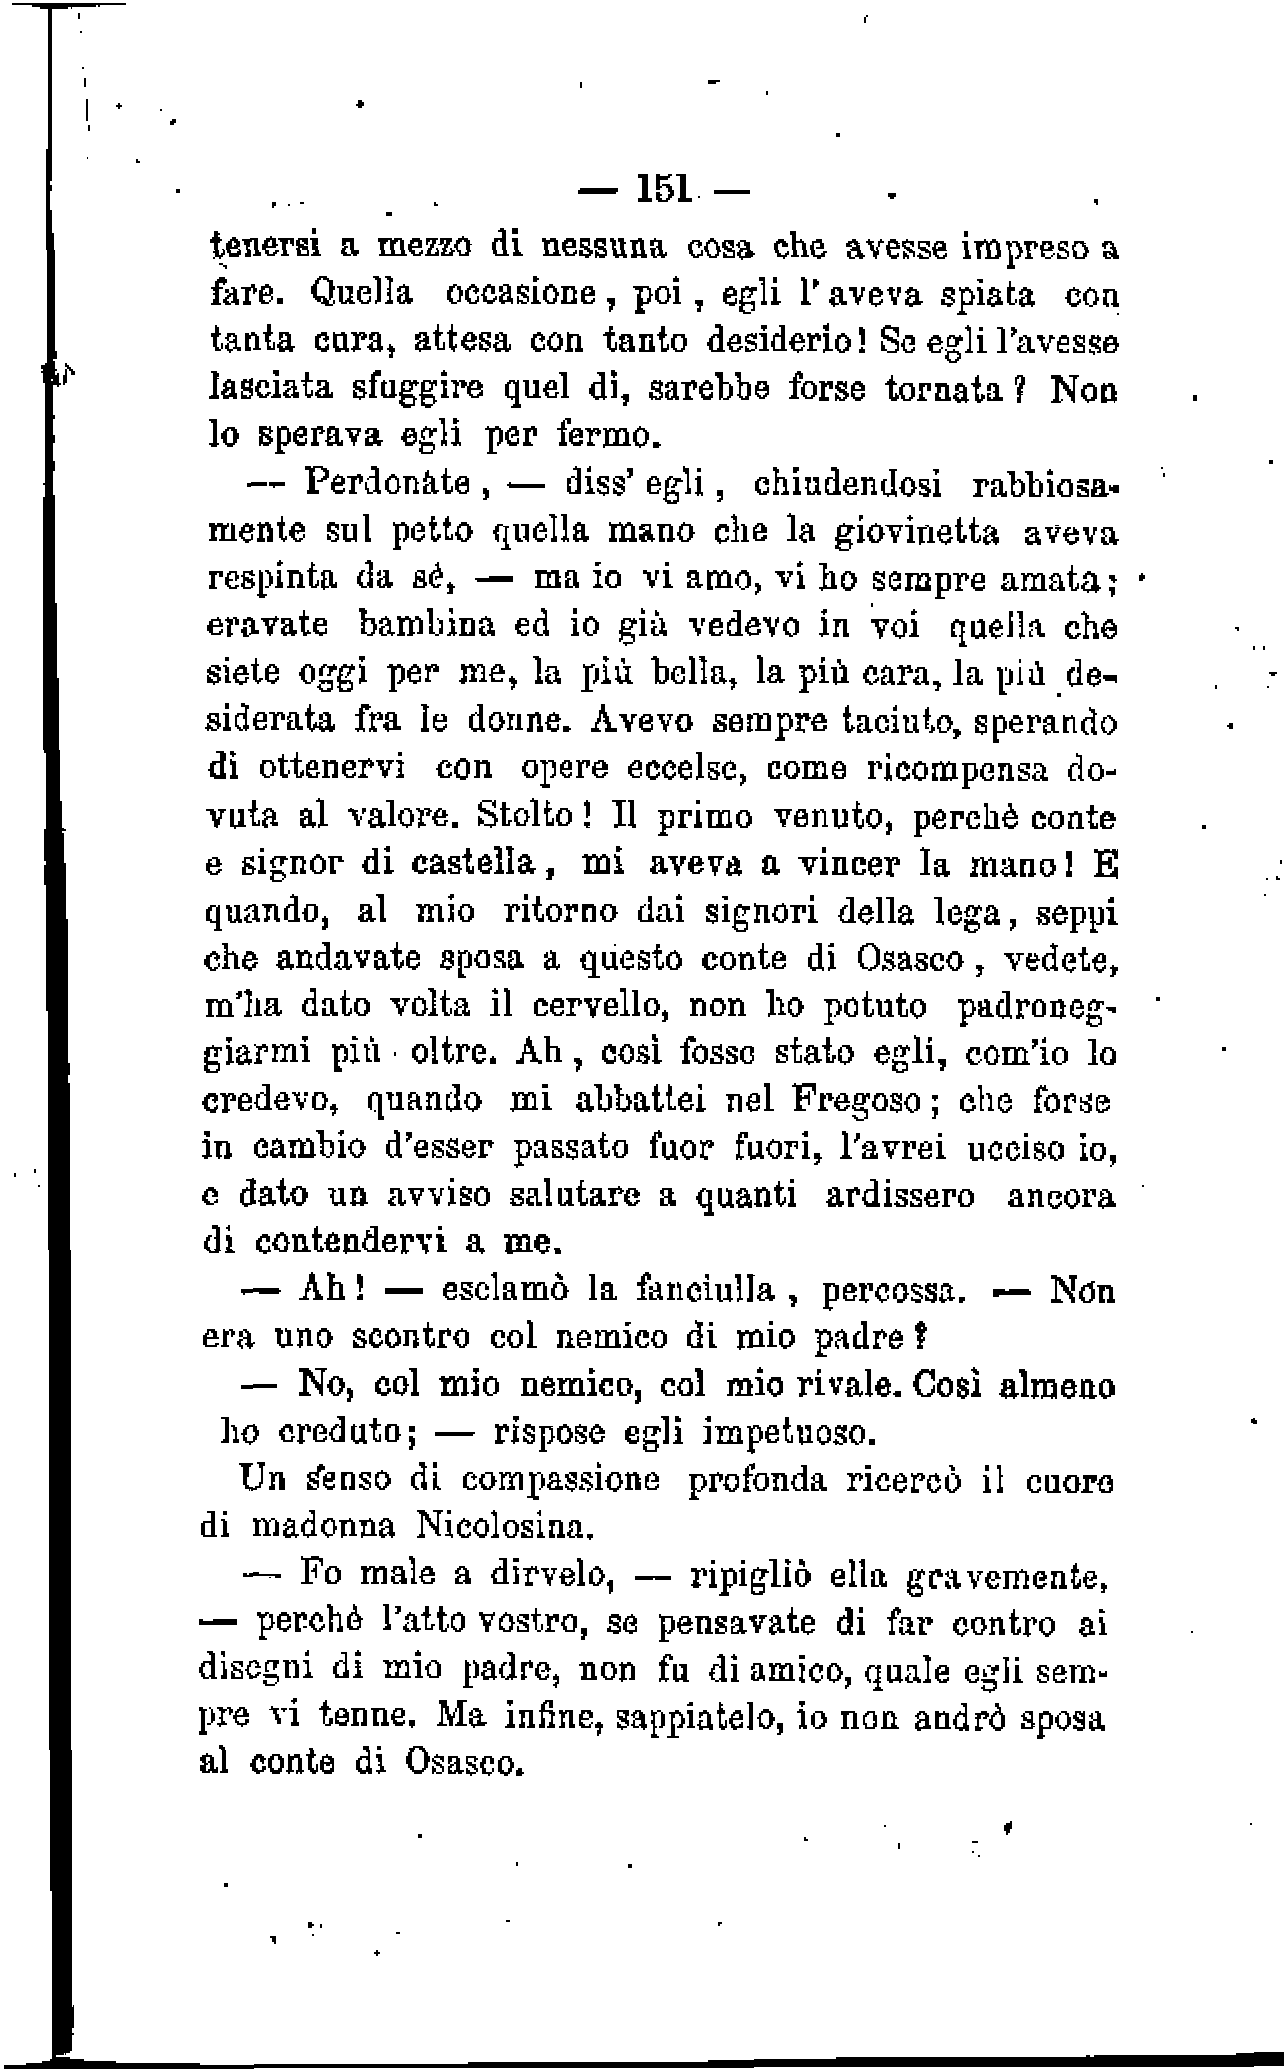 — 151 —
tenersi a mezzo di nessuna cosa che avesse impreso a
fare. Quella occasione, poi, egli l'aveva spiata con
tanta cura, attesa con tanto desiderio! Se egli l'avesse
lasciata sfuggire quel dì, sarebbe forse tornata? Non
lo sperava egli per fermo.
— Perdonate, — diss' egli, chiudendosi rabbiosa-
mente sul petto quella mano che la giovinetta aveva
respinta da sè, — ma io vi amo, vi ho sempre amata;
eravate bambina ed io già vedevo in voi quella che
siete oggi per me, la più bella, la più cara, la più de-
siderata fra le donne. Avevo sempre taciuto, sperando
di ottenervi con opere eccelse, come ricompensa do-
vuta al valore. Stolto! Il primo venuto, perchè conte
e signor di castella, mi aveva a vincer la mano! E
quando, al mio ritorno dai signori della lega, seppi
che andavate sposa a questo conte di Osasco, vedete,
m'ha dato volta il cervello, non ho potuto padroneg-
giarmi più oltre. Ah, così fosse stato egli, com'io lo
credevo, quando mi abbattei nel Fregoso; che forse
in cambio d'esser passato fuor fuori, l'avrei ucciso io,
e dato un avviso salutare a quanti ardissero ancora
di contendervi a me.
— Ah! — esclamò la fanciulla, percossa. — Non
era uno scontro col nemico di mio padre?
— No, col mio nemico, col mio rivale. Così almeno
ho creduto; — rispose egli impetuoso.
Un senso di compassione profonda ricercò il cuore
di madonna Nicolosina.
— Fo male a dirvelo, — ripigliò ella gravemente,
— perchè l'atto vostro, se pensavate di far contro ai
disegni di mio padre, non fu di amico, quale egli sem-
pre vi tenne. Ma infine, sappiatelo, io non andrò sposa
al conte di Osasco.